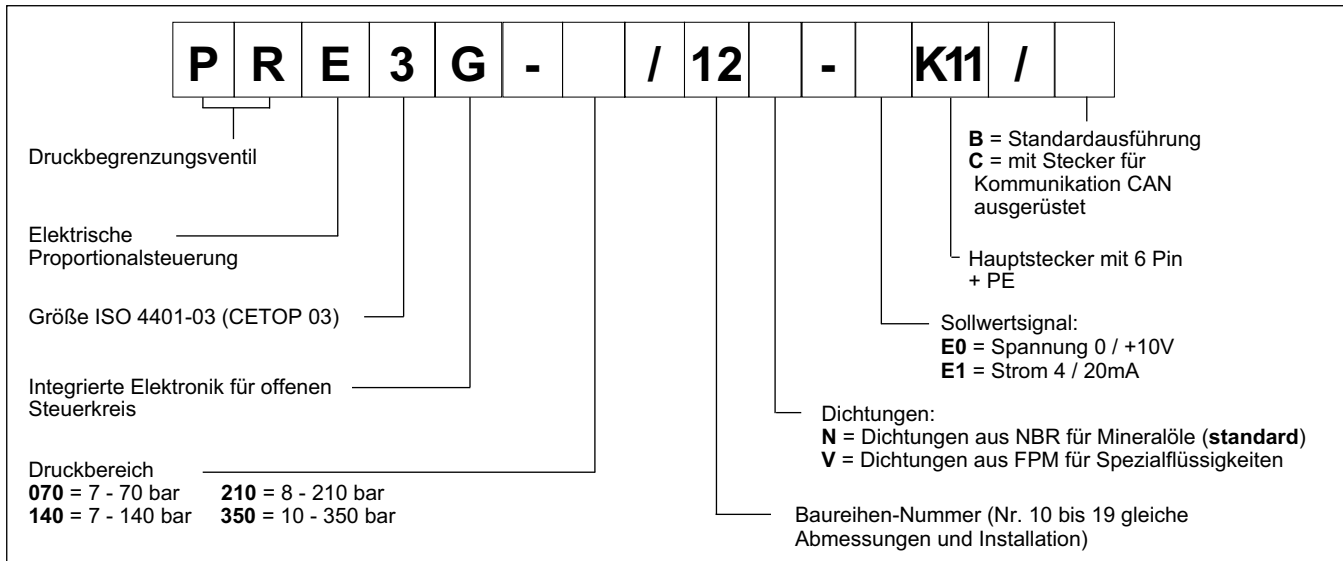 P R E 3 G - / 12 - K11 /
Druckbegrenzungsventil
Elektrische
Proportionalsteuerung
Größe ISO 4401-03 (CETOP 03)
Integrierte Elektronik für offenen
Steuerkreis
Druckbereich
070 = 7 - 70 bar 210 = 8 - 210 bar
140 = 7 - 140 bar 350 = 10 - 350 bar
B = Standardausführung
C = mit Stecker für
Kommunikation CAN
ausgerüstet
Hauptstecker mit 6 Pin
+ PE
Sollwertsignal:
E0 = Spannung 0 / +10V
E1 = Strom 4 / 20mA
Dichtungen:
N = Dichtungen aus NBR für Mineralöle (standard)
V = Dichtungen aus FPM für Spezialflüssigkeiten
Baureihen-Nummer (Nr. 10 bis 19 gleiche
Abmessungen und Installation)